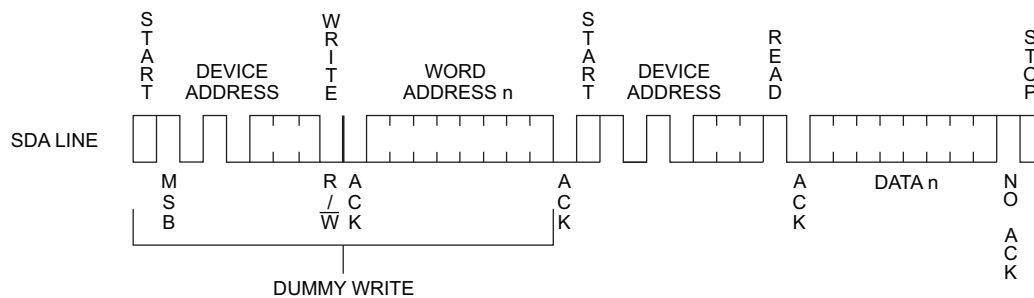 START
WRITE
START
READ
STOP
DEVICE
ADDRESS
WORD
ADDRESS n
DEVICE
ADDRESS
SDA LINE
MSB
R/W
ACK
ACK
ACK
DATA n
NO ACK
DUMMY WRITE